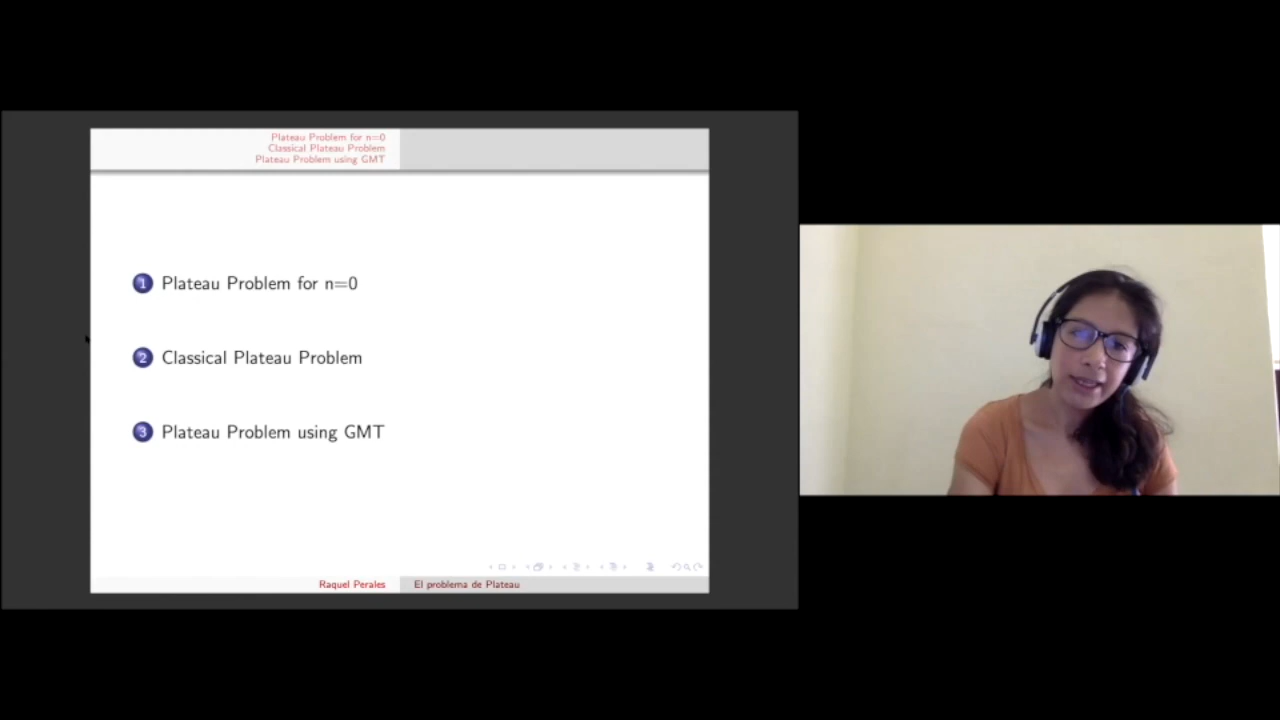 Plateau Problem for n=0
Classical Plateau Problem
Plateau Problem using GMT
1 Plateau Problem for n=0
2 Classical Plateau Problem
3 Plateau Problem using GMT
Raquel Perales El problema de Plateau